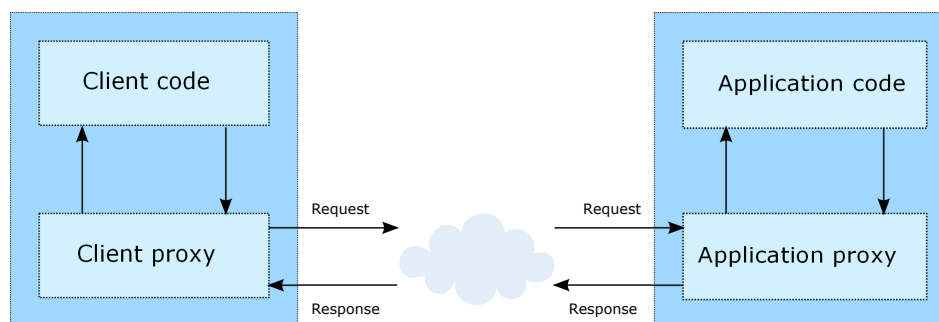 Client code
Application code
Request
Request
Client proxy
Application proxy
Response
Response